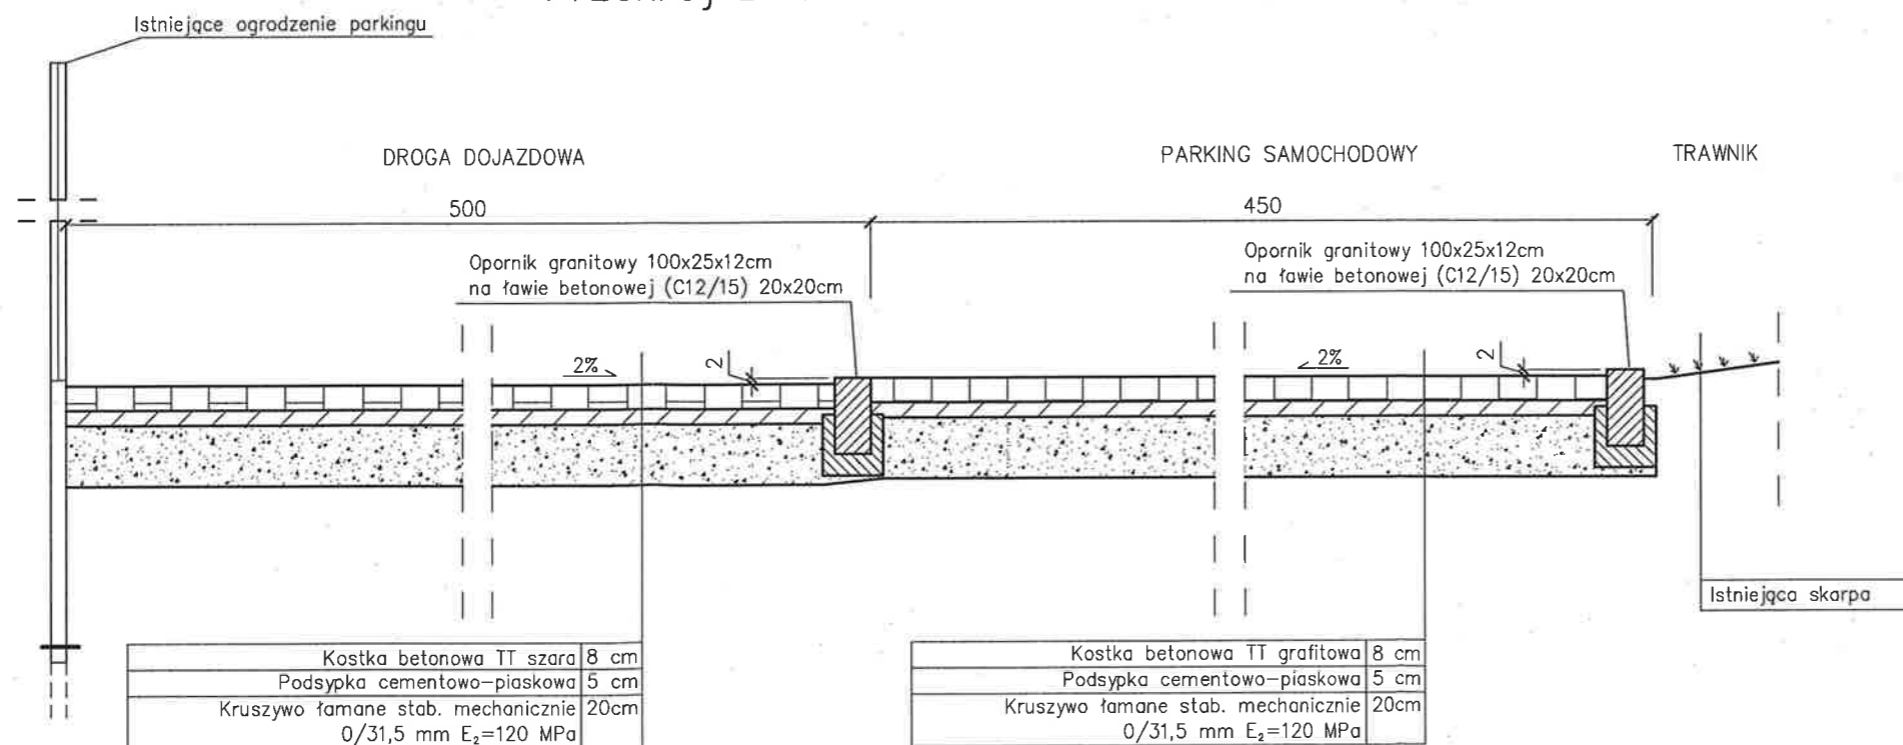 Istniejące ogrodzenie parkingu
DROGA DOJAZDOWA
PARKING SAMOCHODOWY
TRAWNIK
500
450
Opornik granitowy 100x25x12cm
na ławie betonowej (C12/15) 20x20cm
Opornik granitowy 100x25x12cm
na ławie betonowej (C12/15) 20x20cm
2%
2
2%
2
Istniejąca skarpa
Kostka betonowa TT szara 8 cm
Podsypka cementowo-piaskowa 5 cm
Kruszywo łamane stab. mechanicznie 20cm
0/31,5 mm E₂=120 MPa
Kostka betonowa TT grafitowa 8 cm
Podsypka cementowo-piaskowa 5 cm
Kruszywo łamane stab. mechanicznie 20cm
0/31,5 mm E₂=120 MPa